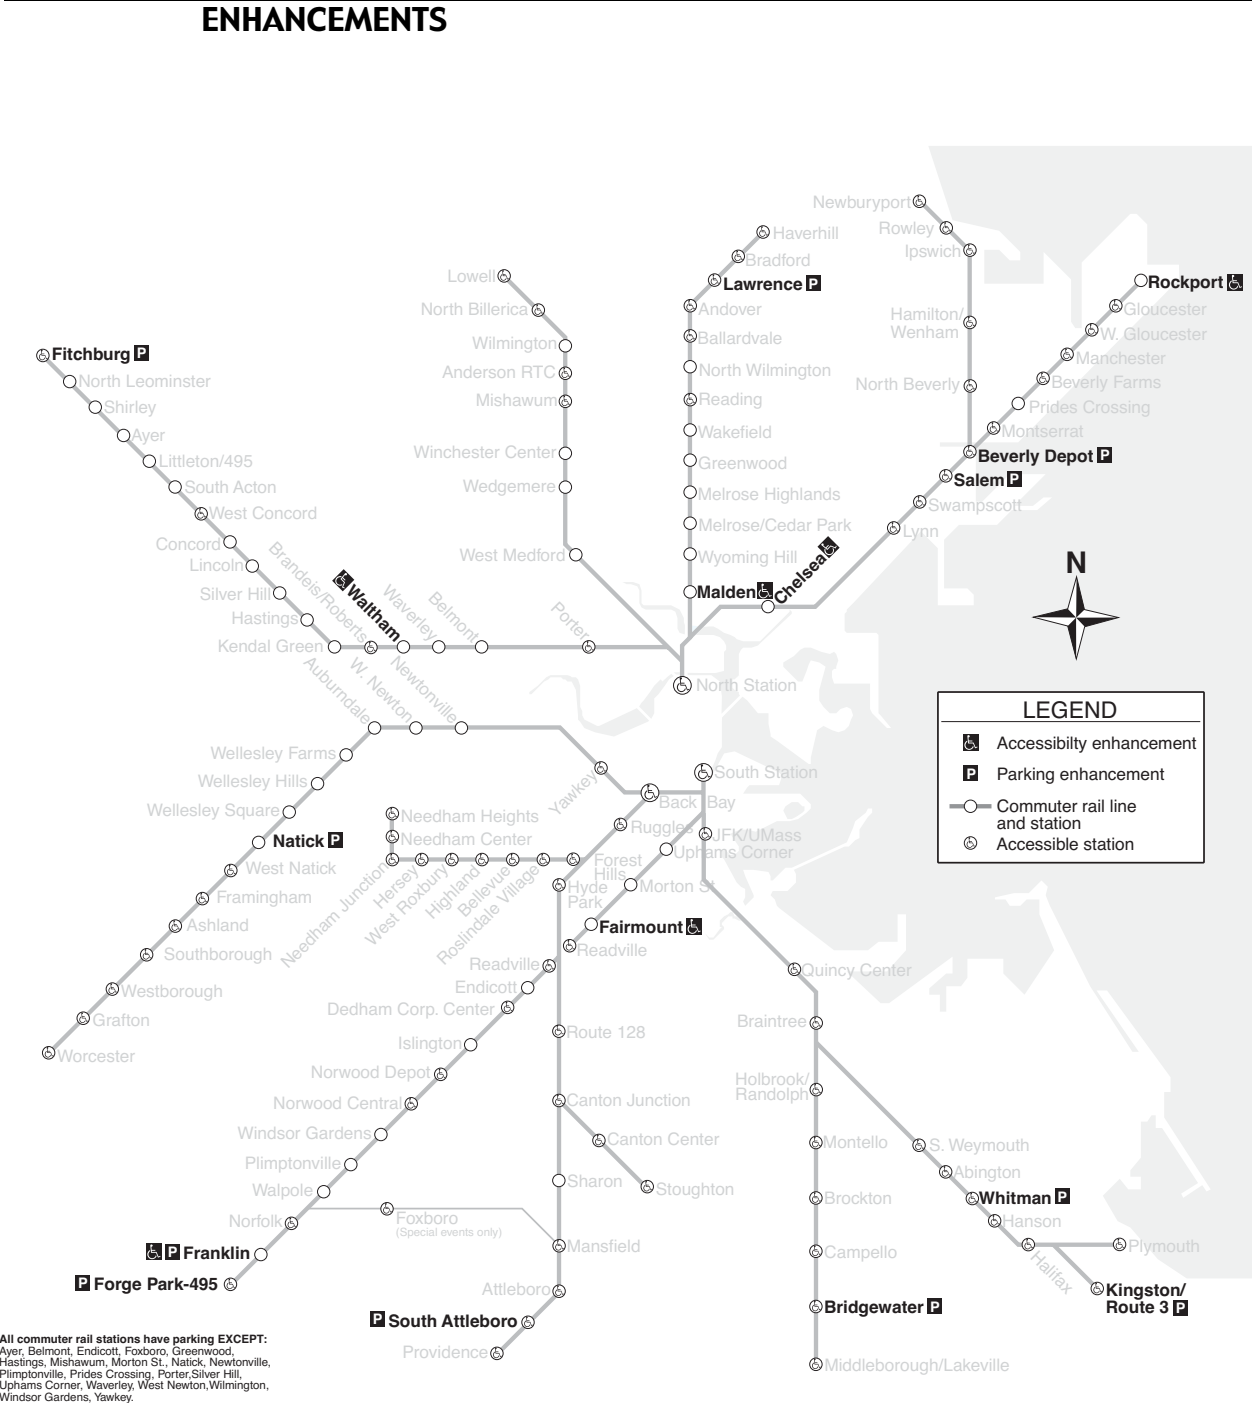 ENHANCEMENTS
Newburyport
Rowley
Ipswich
Hamilton/
Wenham
North Beverly
Haverhill
Bradford
Lawrence P
Andover
Ballardvale
North Wilmington
Reading
Wakefield
Greenwood
Melrose Highlands
Melrose/Cedar Park
Wyoming Hill
Malden
Chelsea
Rockport
Gloucester
W. Gloucester
Manchester
Beverly Farms
Prides Crossing
Montserrat
Beverly Depot P
Salem P
Swampscott
Lynn
Lowell
North Billerica
Wilmington
Anderson RTC
Mishawum
Winchester Center
Wedgemere
West Medford
Fitchburg P
North Leominster
Shirley
Ayer
Littleton/495
South Acton
West Concord
Concord
Lincoln
Silver Hill
Hastings
Kendal Green
Brandeis/Roberts
Waltham
Waverley
Belmont
Porter
North Station
N
LEGEND
Accessibilty enhancement
P Parking enhancement
Commuter rail line
and station
Accessible station
Auburndale
W. Newton
Newtonville
Wellesley Farms
Wellesley Hills
Wellesley Square
Natick P
West Natick
Framingham
Ashland
Southborough
Westborough
Grafton
Worcester
Yawkey
South Station
Back Bay
Ruggles
JFK/UMass
Uphams Corner
Needham Heights
Needham Center
Needham Junction
Hersey
West Roxbury
Highland
Bellevue
Roslindale Village
Forest
Hills
Hyde
Park
Morton St
Fairmount
Readville
Readville
Endicott
Dedham Corp. Center
Islington
Norwood Depot
Norwood Central
Windsor Gardens
Plimptonville
Walpole
Norfolk
P Franklin
P Forge Park-495
Foxboro
(Special events only)
Route 128
Canton Junction
Canton Center
Stoughton
Sharon
Mansfield
Attleboro
P South Attleboro
Providence
Quincy Center
Braintree
Holbrook/
Randolph
Montello
Brockton
Campello
Bridgewater P
Middleborough/Lakeville
S. Weymouth
Abington
Whitman P
Hanson
Halifax
Plymouth
Kingston/
Route 3 P
All commuter rail stations have parking EXCEPT:
Ayer, Belmont, Endicott, Foxboro, Greenwood,
Hastings, Mishawum, Morton St., Natick, Newtonville,
Plimptonville, Prides Crossing, Porter,Silver Hill,
Uphams Corner, Waverley, West Newton,Wilmington,
Windsor Gardens, Yawkey.